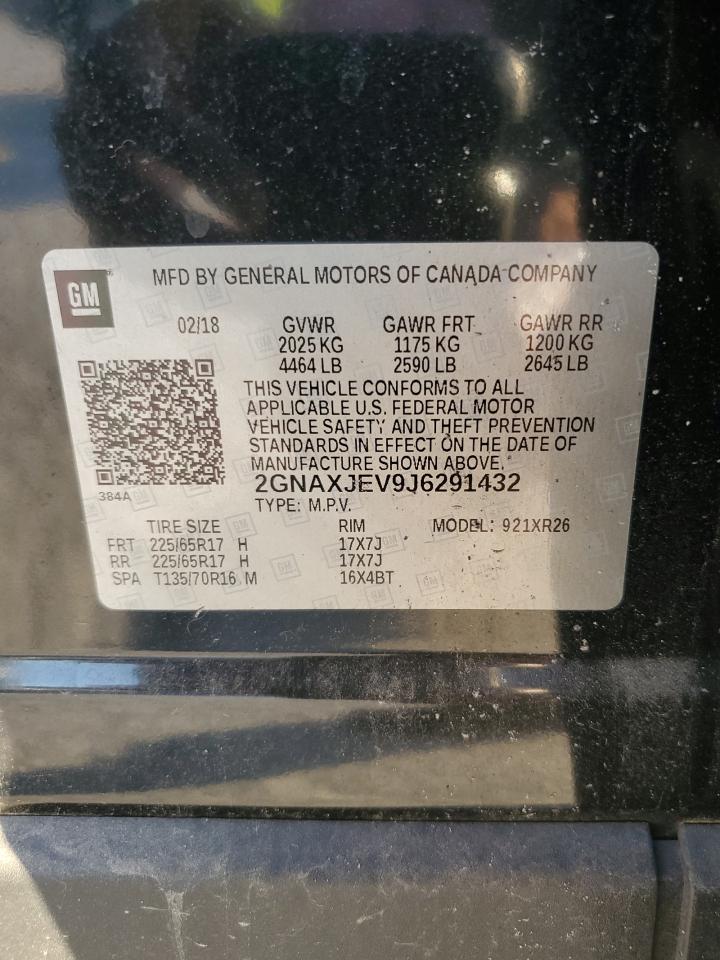 MFD BY GENERAL MOTORS OF CANADA COMPANY
GM
02/18 GVWR GAWR FRT GAWR RR
2025 KG 1175 KG 1200 KG
4464 LB 2590 LB 2645 LB
THIS VEHICLE CONFORMS TO ALL
APPLICABLE U.S. FEDERAL MOTOR
VEHICLE SAFETY AND THEFT PREVENTION
STANDARDS IN EFFECT ON THE DATE OF
MANUFACTURE SHOWN ABOVE.
2GNAXJEV9J6291432
384A
TYPE: M.P.V.
TIRE SIZE RIM MODEL: 921XR26
FRT 225/65R17 H 17X7J
RR 225/65R17 H 17X7J
SPA T135/70R16 M 16X4BT